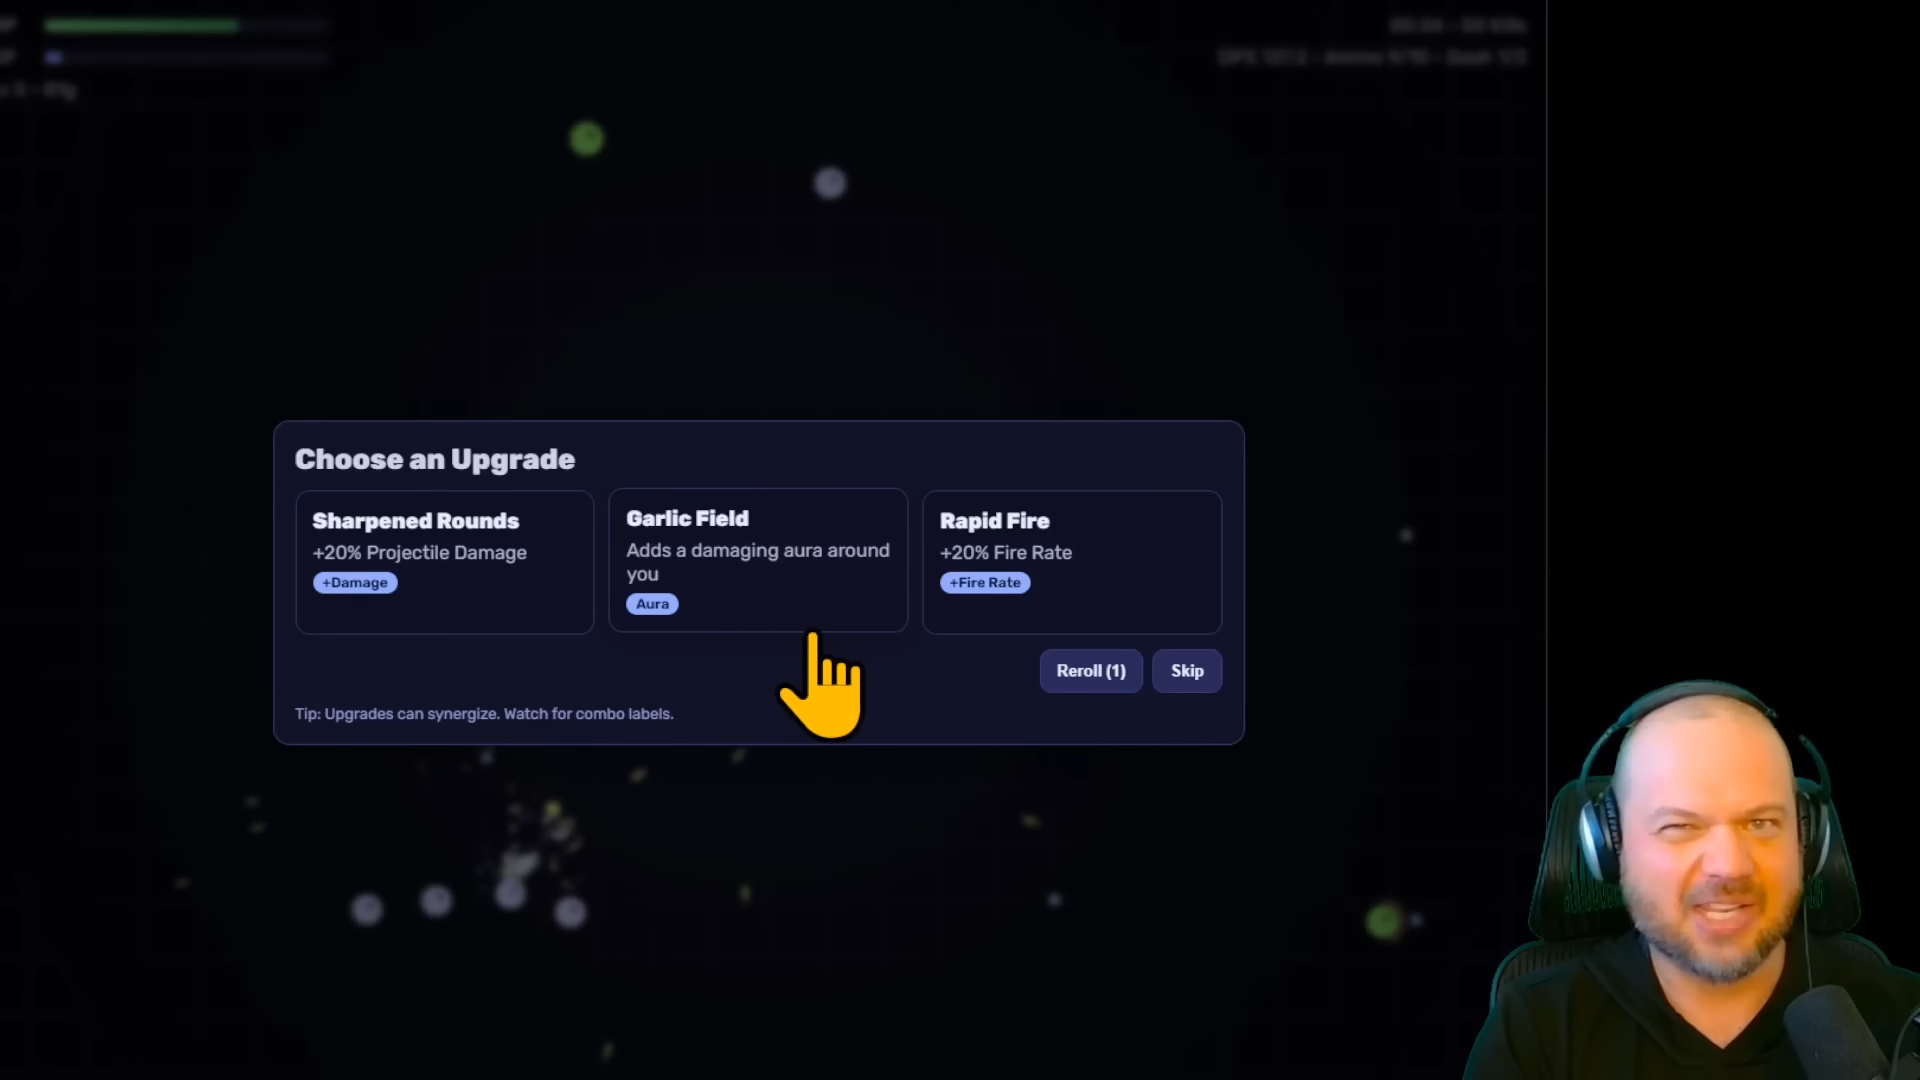 Choose an Upgrade
Sharpened Rounds
+20% Projectile Damage
+Damage
Garlic Field
Adds a damaging aura around
you
Aura
Rapid Fire
+20% Fire Rate
+Fire Rate
Reroll (1)
Skip
Tip: Upgrades can synergize. Watch for combo labels.